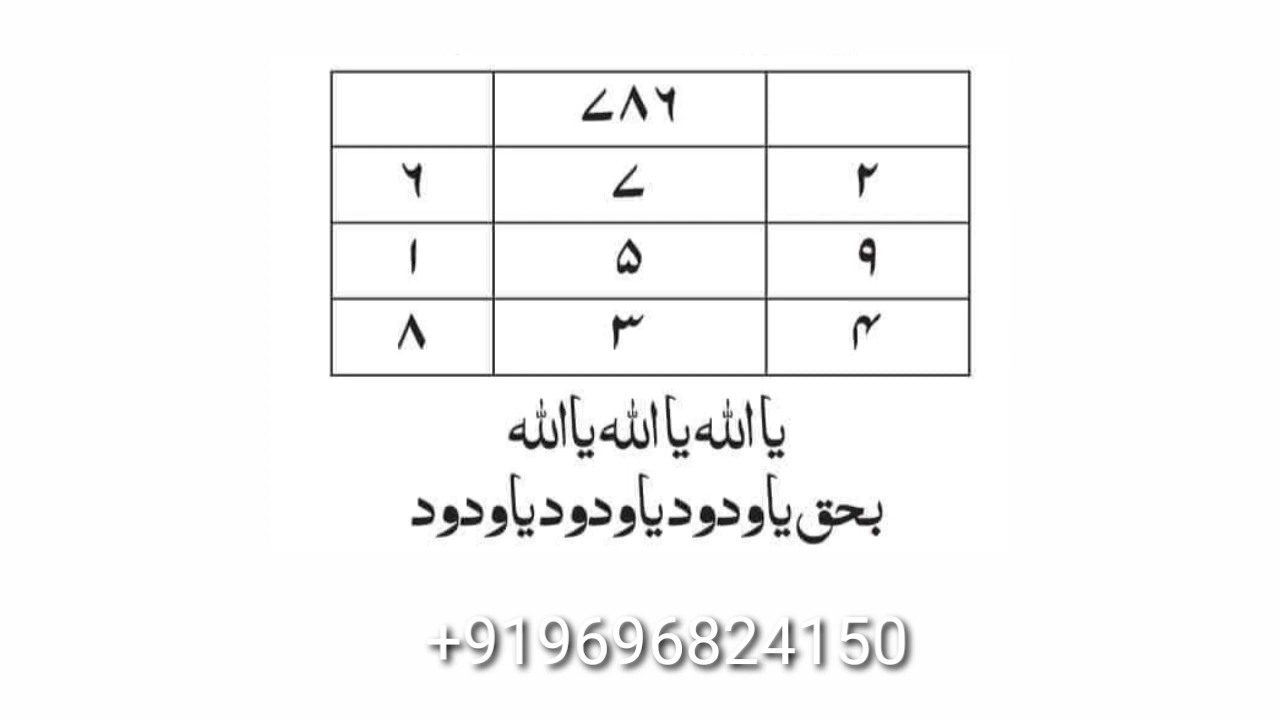 ۷۸۶
۶ ۷ ۲
۱ ۵ ۹
۸ ۳ ۴
یا اللہ یا اللہ یا اللہ
بحق یا ودود یا ودود یا ودود
+919696824150